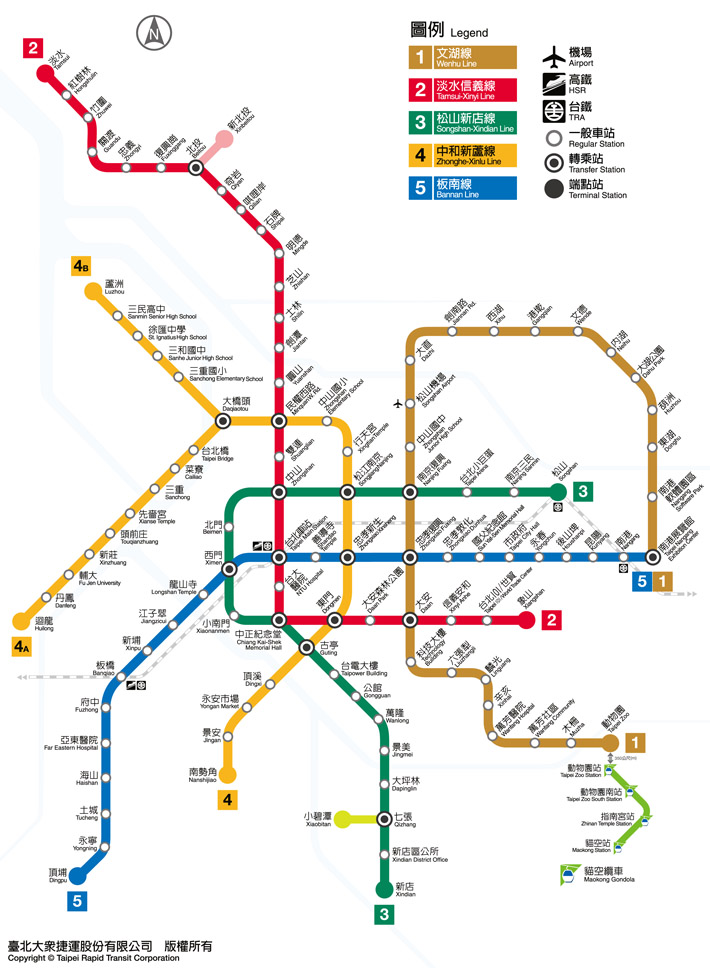 圖例 Legend
1 文湖線
Wenhu Line
2 淡水信義線
Tamsui-Xinyi Line
3 松山新店線
Songshan-Xindian Line
4 中和新蘆線
Zhonghe-Xinlu Line
5 板南線
Bannan Line
機場
Airport
高鐵
HSR
台鐵
TRA
一般車站
Regular Station
轉乘站
Transfer Station
端點站
Terminal Station
N
2
淡水
Tamsui
紅樹林
Hongshulin
竹圍
Zhuwei
關渡
Guandu
忠義
Zhongyi
復興崗
Fuxinggang
北投
Beitou
新北投
Xinbeitou
奇岩
Qiyan
唭哩岸
Qilian
石牌
Shipai
明德
Mingde
芝山
Zhishan
士林
Shilin
劍潭
Jiantan
圓山
Yuanshan
民權西路
Minquan W. Rd.
雙連
Shuanglian
中山
Zhongshan
台北車站
Taipei Main Station
台大醫院
NTU Hospital
中正紀念堂
Chiang Kai-Shek
Memorial Hall
東門
Dongmen
大安森林公園
Daan Park
大安
Daan
信義安和
Xinyi Anhe
台北101/世貿
Taipei 101/World Trade Center
象山
Xiangshan
2
4B
蘆洲
Luzhou
三民高中
Sanmin Senior High School
徐匯中學
St. Ignatius High School
三和國中
Sanhe Junior High School
三重國小
Sanchong Elementary School
大橋頭
Daqiaotou
台北橋
Taipei Bridge
菜寮
Cailiao
三重
Sanchong
先嗇宮
Xianse Temple
頭前庄
Touqianzhuang
新莊
Xinzhuang
輔大
Fu Jen University
丹鳳
Danfeng
迴龍
Huilong
4A
中山國小
Zhongshan
Elementary School
行天宮
Xingtian Temple
松江南京
Songjiang Nanjing
忠孝新生
Zhongxiao Xinsheng
古亭
Guting
頂溪
Dingxi
永安市場
Yongan Market
景安
Jingan
南勢角
Nanshijiao
4
松山
Songshan
3
南京三民
Nanjing Sanmin
台北小巨蛋
Taipei Arena
南京復興
Nanjing Fuxing
北門
Beimen
西門
Ximen
小南門
Xiaonanmen
台電大樓
Taipower Building
公館
Gongguan
萬隆
Wanlong
景美
Jingmei
大坪林
Dapinglin
七張
Qizhang
小碧潭
Xiaobitan
新店區公所
Xindian District Office
新店
Xindian
3
頂埔
Dingpu
5
永寧
Yongning
土城
Tucheng
海山
Haishan
亞東醫院
Far Eastern Hospital
府中
Fuzhong
板橋
Banqiao
新埔
Xinpu
江子翠
Jiangzicui
龍山寺
Longshan Temple
善導寺
Shandao
Temple
忠孝復興
Zhongxiao Fuxing
忠孝敦化
Zhongxiao Dunhua
國父紀念館
Sun Yat-Sen Memorial Hall
市政府
Taipei City Hall
永春
Yongchun
後山埤
Houshanpi
昆陽
Kunyang
南港
Nangang
南港展覽館
Taipei Nangang
Exhibition Center
5 1
南港軟體園區
Nangang
Software Park
東湖
Donghu
葫洲
Huzhou
大湖公園
Dahu Park
內湖
Neihu
文德
Wende
港墘
Gangqian
西湖
Xihu
劍南路
Jiannan Rd.
大直
Dazhi
松山機場
Songshan Airport
中山國中
Zhongshan
Junior High School
科技大樓
Technology
Building
六張犁
Liuzhangli
麟光
Linguang
辛亥
Xinhai
萬芳醫院
Wanfang Hospital
萬芳社區
Wanfang Community
木柵
Muzha
動物園
Taipei Zoo
1
動物園站
Taipei Zoo Station
動物園南站
Taipei Zoo South Station
指南宮站
Zhinan Temple Station
貓空站
Maokong Station
貓空纜車
Maokong Gondola
臺北大眾捷運股份有限公司 版權所有
Copyright © Taipei Rapid Transit Corporation